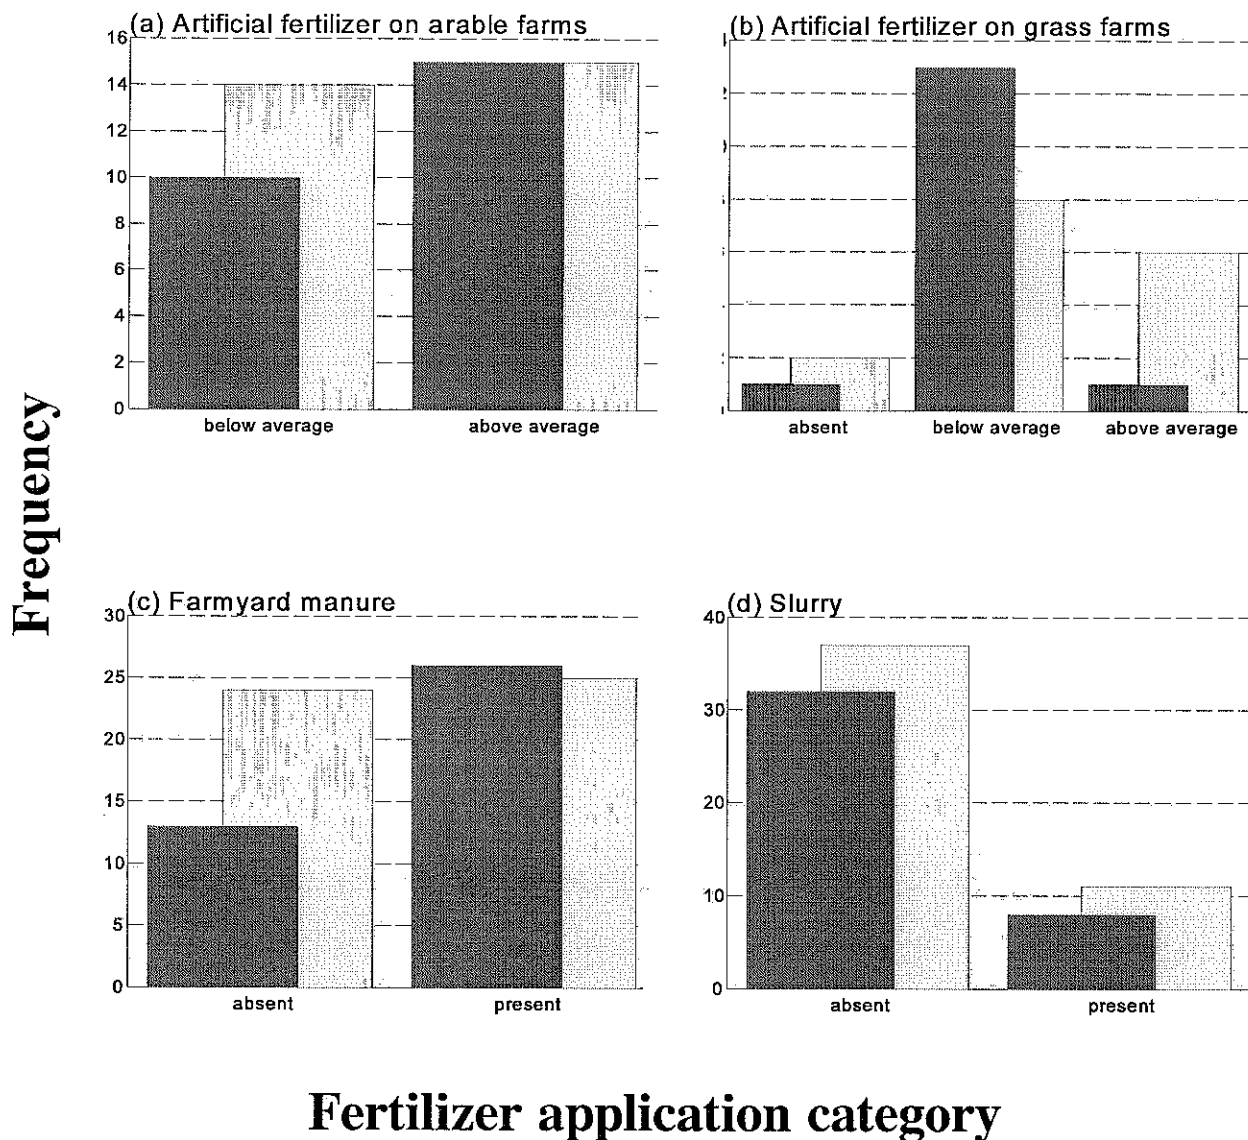 (a) Artificial fertilizer on arable farms
16
14
12
10
8
6
4
2
0
below average
above average
(b) Artificial fertilizer on grass farms
absent
below average
above average
Frequency
(c) Farmyard manure
30
25
20
15
10
5
0
absent
present
(d) Slurry
40
30
20
10
0
absent
present
Fertilizer application category